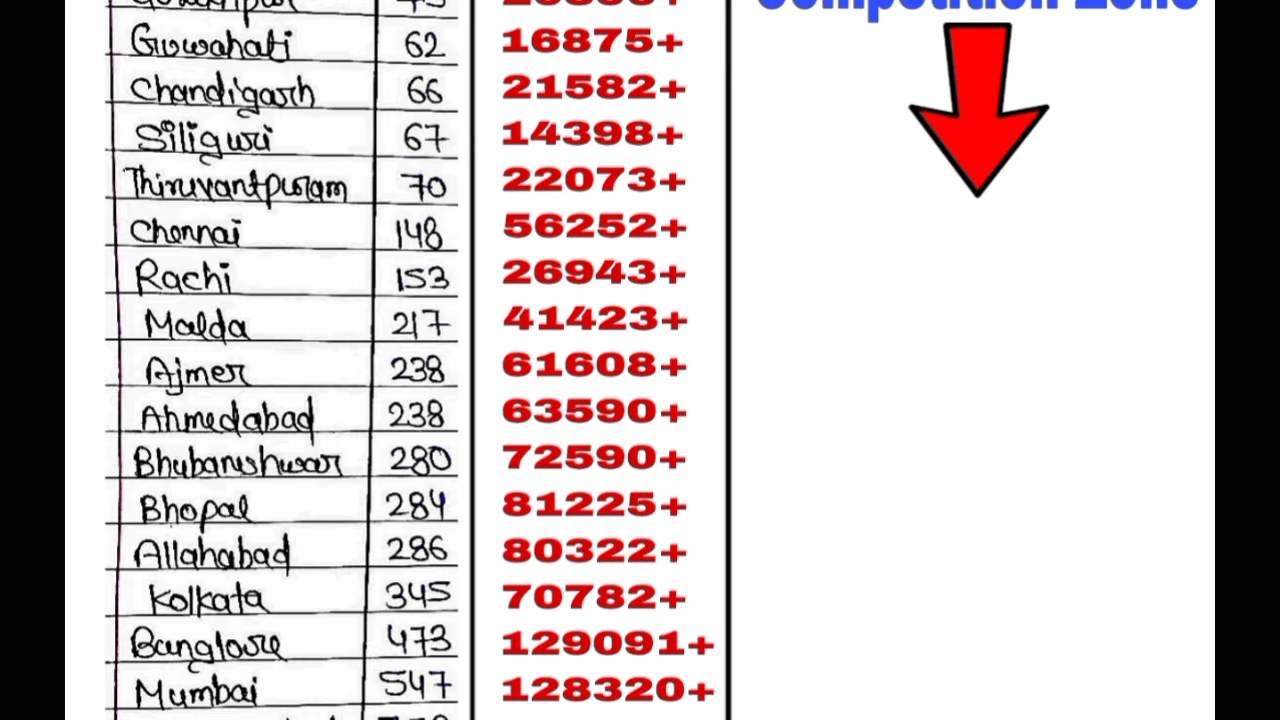 Competition Zone
Guwahati 62 16875+
Chandigarh 66 21582+
Siliguri 67 14398+
Thiruvantpuram 70 22073+
Chennai 148 56252+
Rachi 153 26943+
Malda 217 41423+
Ajmer 238 61608+
Ahmedabad 238 63590+
Bhubaneshwar 280 72590+
Bhopal 284 81225+
Allahabad 286 80322+
Kolkata 345 70782+
Banglore 473 129091+
Mumbai 547 128320+